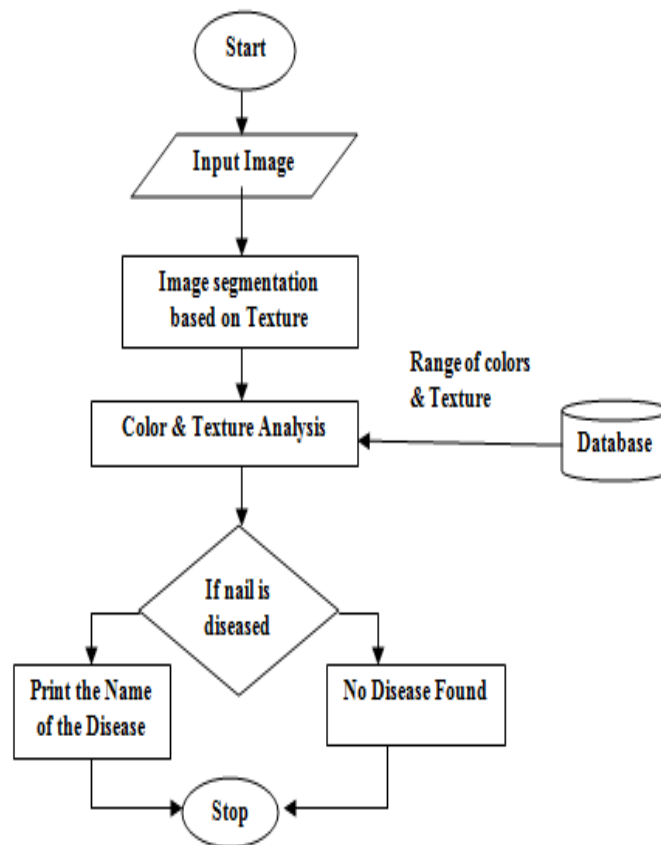 Start
Input Image
Image segmentation
based on Texture
Range of colors
& Texture
Color & Texture Analysis
Database
If nail is
diseased
Print the Name
of the Disease
No Disease Found
Stop